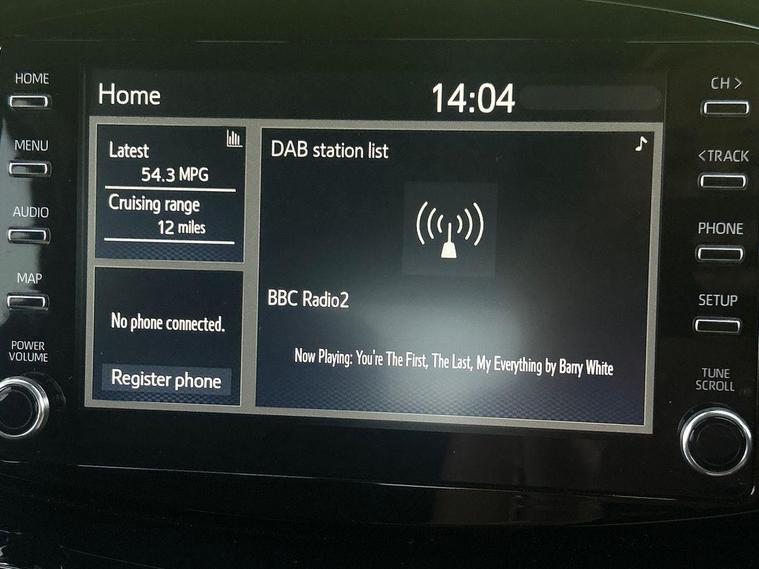 HOME
MENU
AUDIO
MAP
POWER
VOLUME
Home
14:04
Latest
54.3 MPG
Cruising range
12 miles
No phone connected.
Register phone
DAB station list
BBC Radio2
Now Playing: You're The First, The Last, My Everything by Barry White
CH >
<TRACK
PHONE
SETUP
TUNE
SCROLL